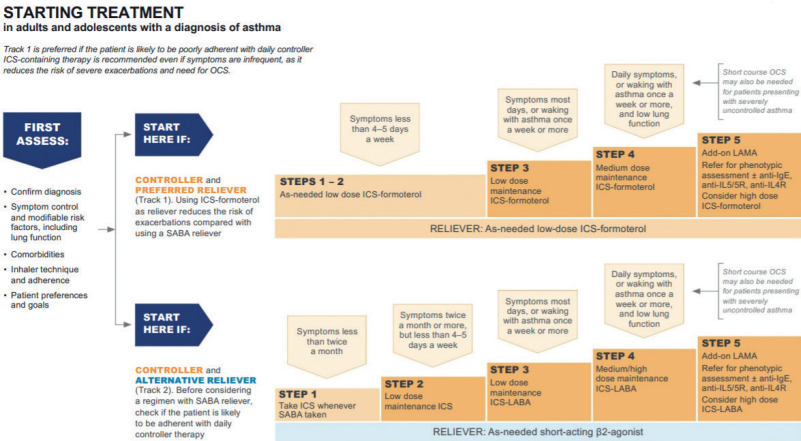 STARTING TREATMENT
in adults and adolescents with a diagnosis of asthma
Track 1 is preferred if the patient is likely to be poorly adherent with daily controller
ICS-containing therapy is recommended even if symptoms are infrequent, as it
reduces the risk of severe exacerbations and need for OCS.
FIRST
ASSESS:
• Confirm diagnosis
• Symptom control
and modifiable risk
factors, including
lung function
• Comorbidities
• Inhaler technique
and adherence
• Patient preferences
and goals
START
HERE IF:
CONTROLLER and
PREFERRED RELIEVER
(Track 1). Using ICS-formoterol
as reliever reduces the risk of
exacerbations compared with
using a SABA reliever
Symptoms less
than 4–5 days
a week
Symptoms most
days, or waking
with asthma once
a week or more
Daily symptoms,
or waking with
asthma once a
week or more,
and low lung
function
Short course OCS
may also be needed
for patients presenting
with severely
uncontrolled asthma
STEPS 1 – 2
As-needed low dose ICS-formoterol
STEP 3
Low dose
maintenance
ICS-formoterol
STEP 4
Medium dose
maintenance
ICS-formoterol
STEP 5
Add-on LAMA
Refer for phenotypic
assessment ± anti-IgE,
anti-IL5/5R, anti-IL4R
Consider high dose
ICS-formoterol
RELIEVER: As-needed low-dose ICS-formoterol
START
HERE IF:
CONTROLLER and
ALTERNATIVE RELIEVER
(Track 2). Before considering
a regimen with SABA reliever,
check if the patient is likely
to be adherent with daily
controller therapy
Symptoms less
than twice
a month
Symptoms twice
a month or more,
but less than 4–5
days a week
Symptoms most
days, or waking
with asthma once
a week or more
Daily symptoms,
or waking with
asthma once a
week or more,
and low lung
function
Short course OCS
may also be needed
for patients presenting
with severely
uncontrolled asthma
STEP 1
Take ICS whenever
SABA taken
STEP 2
Low dose
maintenance ICS
STEP 3
Low dose
maintenance
ICS-LABA
STEP 4
Medium/high
dose maintenance
ICS-LABA
STEP 5
Add-on LAMA
Refer for phenotypic
assessment ± anti-IgE,
anti-IL5/5R, anti-IL4R
Consider high dose
ICS-LABA
RELIEVER: As-needed short-acting β2-agonist